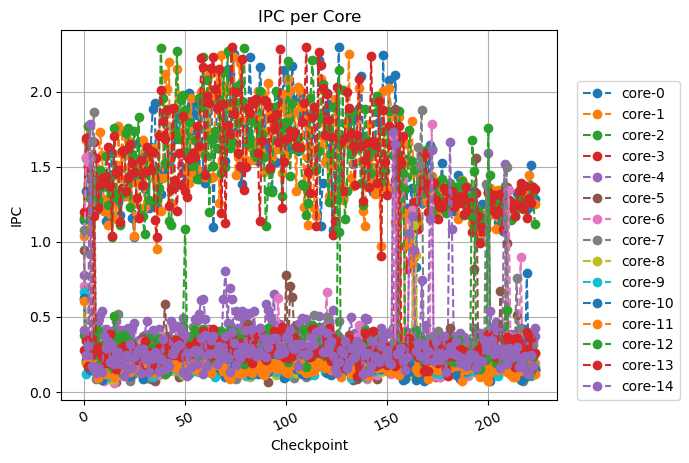 IPC per Core
IPC
2.0
1.5
1.0
0.5
0.0
0
50
100
150
200
Checkpoint
core-0
core-1
core-2
core-3
core-4
core-5
core-6
core-7
core-8
core-9
core-10
core-11
core-12
core-13
core-14